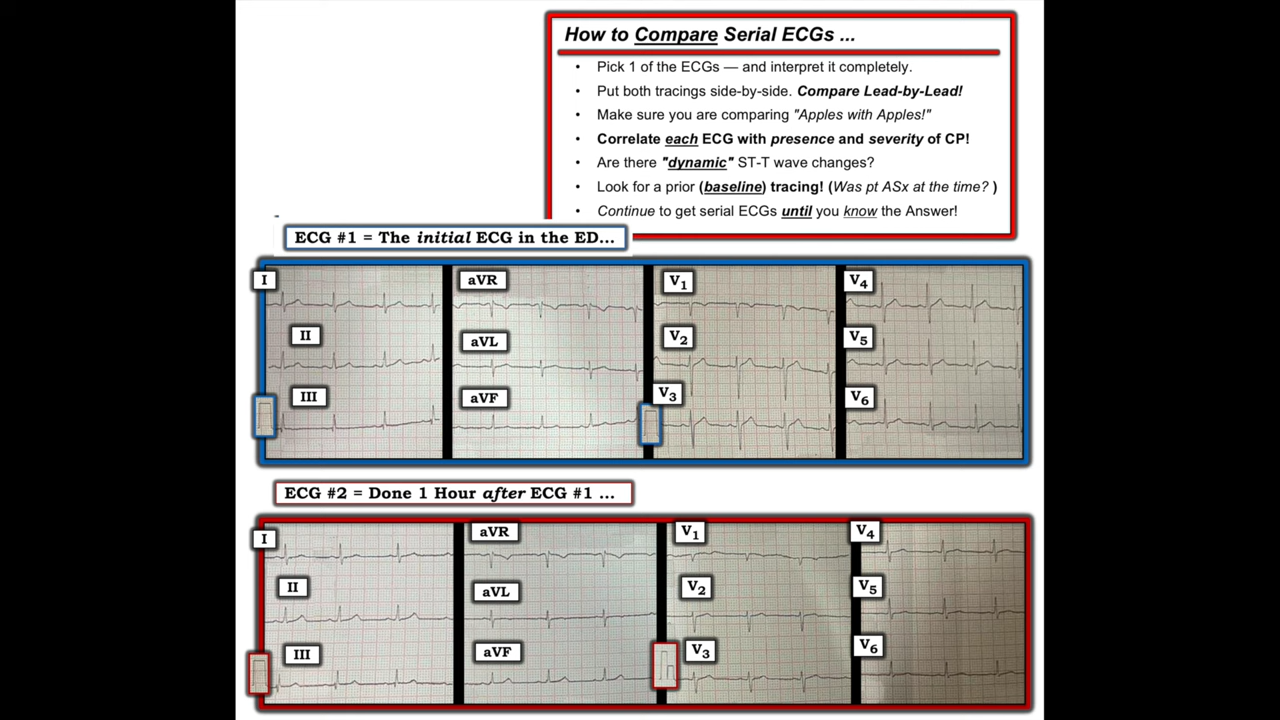 How to Compare Serial ECGs ...
• Pick 1 of the ECGs — and interpret it completely.
• Put both tracings side-by-side. Compare Lead-by-Lead!
• Make sure you are comparing "Apples with Apples!"
• Correlate each ECG with presence and severity of CP!
• Are there "dynamic" ST-T wave changes?
• Look for a prior (baseline) tracing! (Was pt ASx at the time? )
• Continue to get serial ECGs until you know the Answer!
ECG #1 = The initial ECG in the ED...
I
aVR
V1
V4
II
aVL
V2
V5
III
aVF
V3
V6
ECG #2 = Done 1 Hour after ECG #1 ...
I
aVR
V1
V4
II
aVL
V2
V5
III
aVF
V3
V6